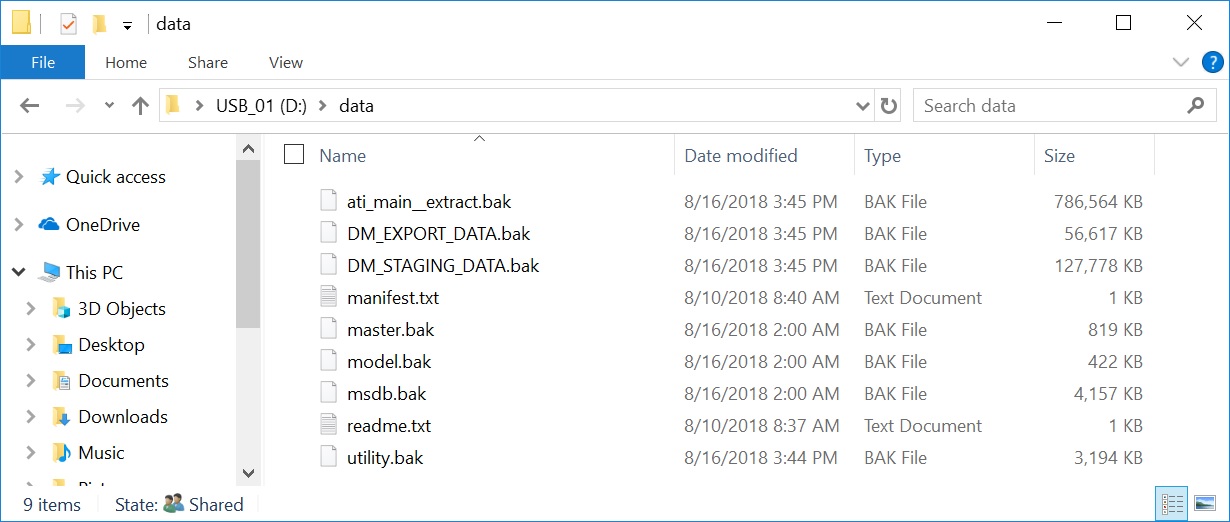 data
File Home Share View
USB_01 (D:) data Search data
Name Date modified Type Size
Quick access
OneDrive
This PC
3D Objects
Desktop
Documents
Downloads
Music
ati_main__extract.bak 8/16/2018 3:45 PM BAK File 786,564 KB
DM_EXPORT_DATA.bak 8/16/2018 3:45 PM BAK File 56,617 KB
DM_STAGING_DATA.bak 8/16/2018 3:45 PM BAK File 127,778 KB
manifest.txt 8/10/2018 8:40 AM Text Document 1 KB
master.bak 8/16/2018 2:00 AM BAK File 819 KB
model.bak 8/16/2018 2:00 AM BAK File 422 KB
msdb.bak 8/16/2018 2:00 AM BAK File 4,157 KB
readme.txt 8/10/2018 8:37 AM Text Document 1 KB
utility.bak 8/16/2018 3:44 PM BAK File 3,194 KB
9 items State: Shared